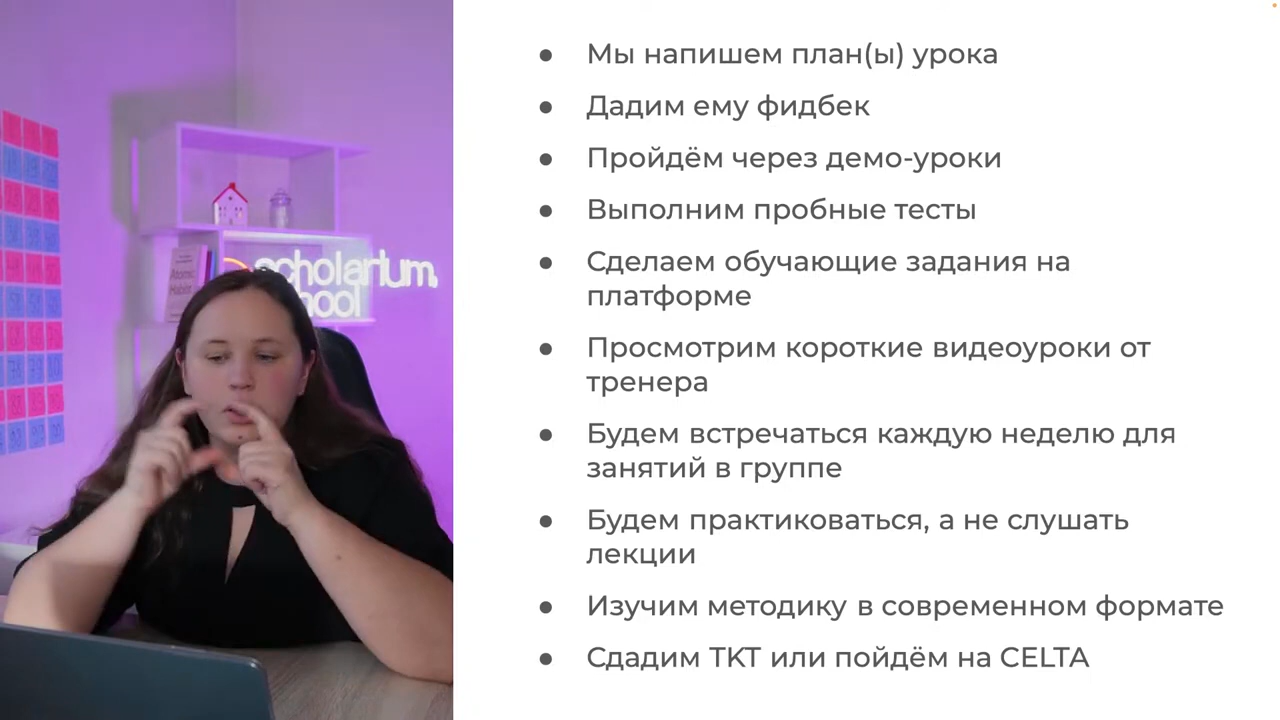 scholarium.
school
Atomic
Habits
• Мы напишем план(ы) урока
• Дадим ему фидбек
• Пройдём через демо-уроки
• Выполним пробные тесты
• Сделаем обучающие задания на
платформе
• Просмотрим короткие видеоуроки от
тренера
• Будем встречаться каждую неделю для
занятий в группе
• Будем практиковаться, а не слушать
лекции
• Изучим методику в современном формате
• Сдадим TKT или пойдём на CELTA